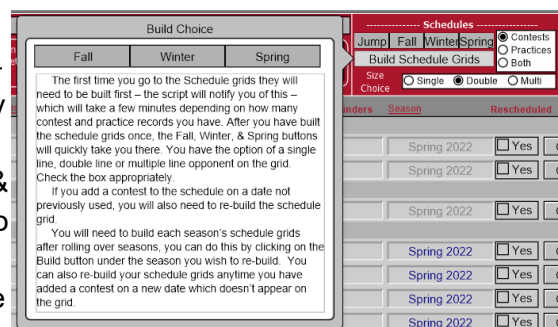 Build Choice
Fall Winter Spring
The first time you go to the Schedule grids they will
need to be built first – the script will notify you of this –
which will take a few minutes depending on how many
contest and practice records you have. After you have built
the schedule grids once, the Fall, Winter, & Spring buttons
will quickly take you there. You have the option of a single
line, double line or multiple line opponent on the grid.
Check the box appropriately.
If you add a contest to the schedule on a date not
previously used, you will also need to re-build the schedule
grid.
You will need to build each season's schedule grids
after rolling over seasons, you can do this by clicking on the
Build button under the season you wish to re-build. You
can also re-build your schedule grids anytime you have
added a contest on a new date which doesn't appear on
the grid.
---------------- Schedules ----------------
Jump Fall Winter Spring
Contests
Practices
Both
Build Schedule Grids
Size
Choice
Single Double Multi
inders Season Rescheduled
Spring 2022 Yes
Spring 2022 Yes
Spring 2022 Yes
Spring 2022 Yes
Spring 2022 Yes
Spring 2022 Yes
Spring 2022 Yes
&